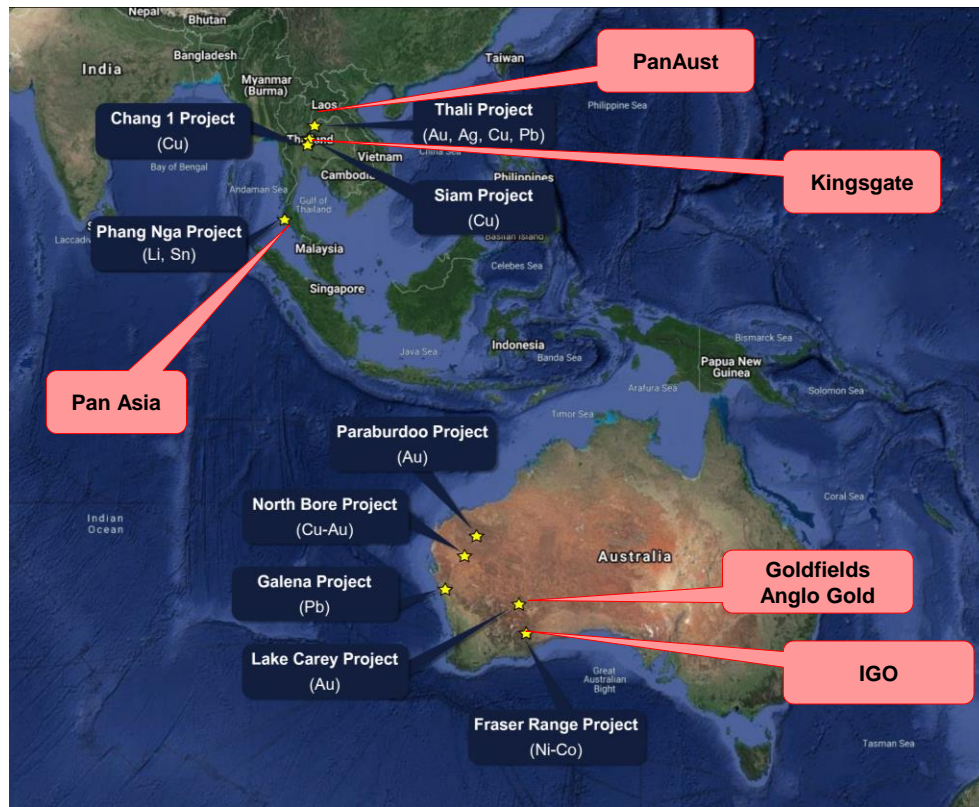 Nepal
Bhutan
Bangladesh
India
Myanmar
(Burma)
Taiwan
PanAust
Laos
Philippine Sea
Chang 1 Project
(Cu)
Thali Project
(Au, Ag, Cu, Pb)
Bay of Bengal
Vietnam
China Sea
Cambodia
Philippines
Kingsgate
Andaman Sea
Gulf of
Thailand
Siam Project
(Cu)
Phang Nga Project
(Li, Sn)
Basilan Island
Malaysia
Celebes Sea
Singapore
Indonesia
Java Sea
Banda Sea
Bismarck Sea
Papua New
Guinea
Solomon Sea
Arafura Sea
Pan Asia
Timor Sea
Paraburdoo Project
(Au)
Coral Sea
North Bore Project
(Cu-Au)
Indian
Ocean
Australia
Galena Project
(Pb)
Goldfields
Anglo Gold
Lake Carey Project
(Au)
Great
Australian
Bight
IGO
Fraser Range Project
(Ni-Co)
Tasman Sea